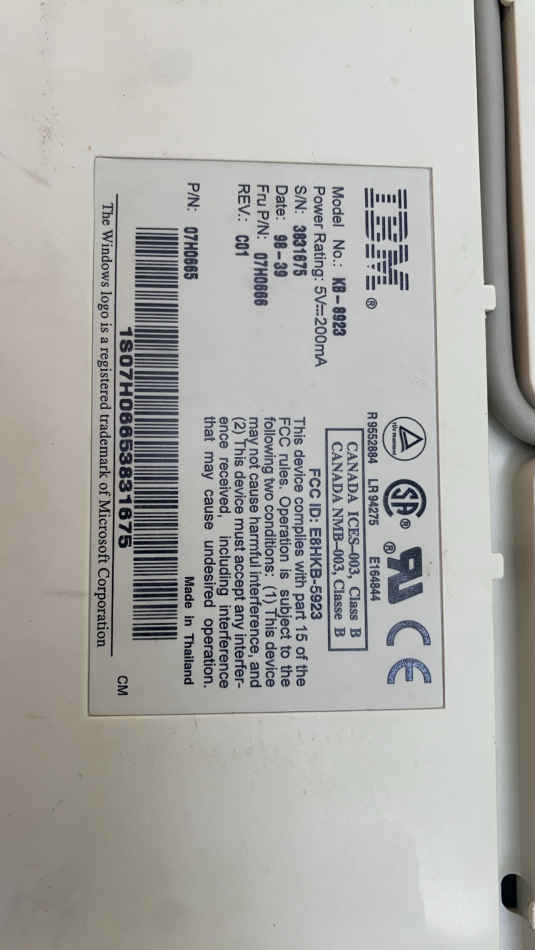 IBM®
Model No.: KB-8923
Power Rating: 5V⎓200mA
S/N: 3831675
Date: 98-39
Fru P/N: 07H0666
REV.: C01
P/N: 07H0665
R 9552884 LR 94275 E164844
CANADA ICES-003, Class B
CANADA NMB-003, Classe B
FCC ID: E8HKB-5923
This device complies with part 15 of the
FCC rules. Operation is subject to the
following two conditions: (1) This device
may not cause harmful interference, and
(2) This device must accept any interfer-
ence received, including interference
that may cause undesired operation.
Made in Thailand
1S07H06653831675
The Windows logo is a registered trademark of Microsoft Corporation
CM